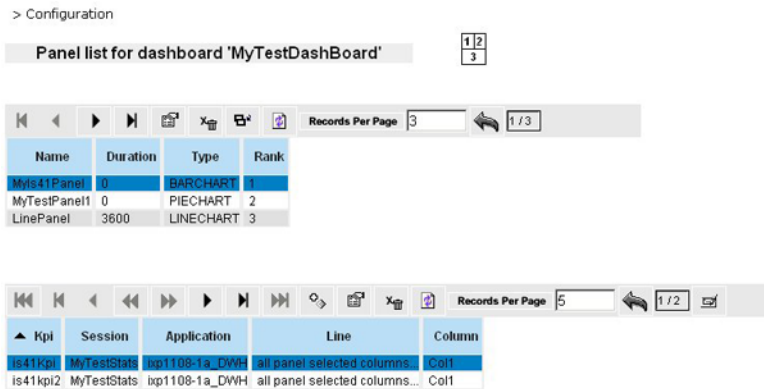 > Configuration
Panel list for dashboard 'MyTestDashBoard'
1 2
3
Records Per Page 3 1 / 3
Name Duration Type Rank
MyIs41Panel 0 BARCHART 1
MyTestPanel1 0 PIECHART 2
LinePanel 3600 LINECHART 3
Records Per Page 5 1 / 2
Kpi Session Application Line Column
is41Kpi MyTestStats ixp1108-1a_DWH all panel selected columns... Col1
is41kpi2 MyTestStats ixp1108-1a_DWH all panel selected columns... Col1